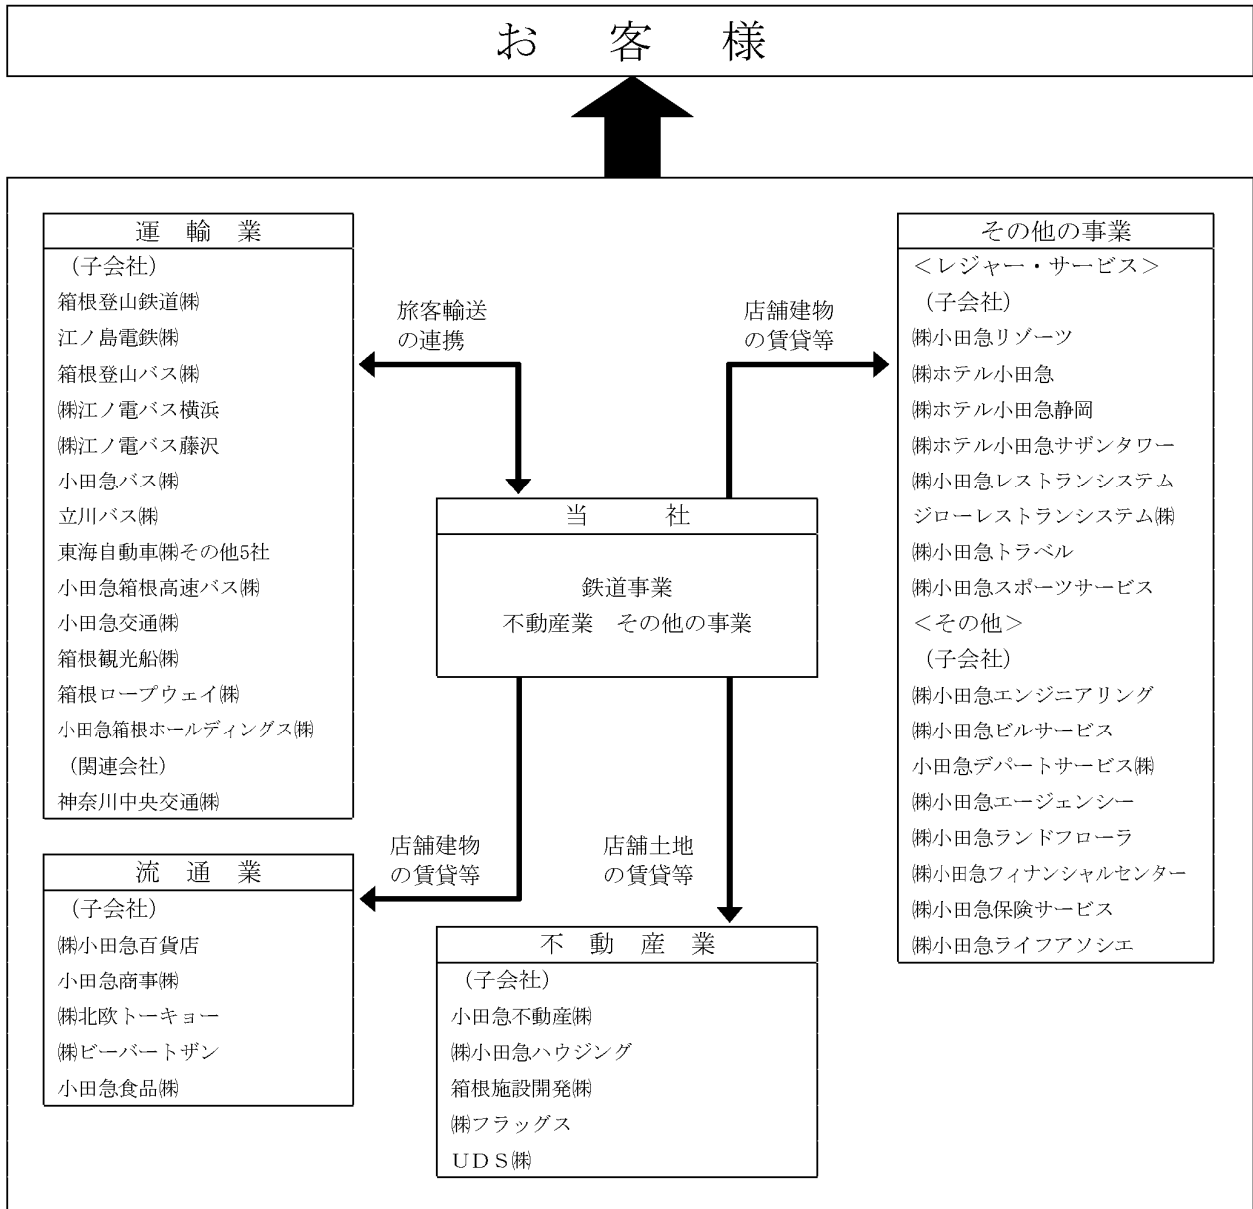 お客様
運輸業
(子会社)
箱根登山鉄道㈱
江ノ島電鉄㈱
箱根登山バス㈱
㈱江ノ電バス横浜
㈱江ノ電バス藤沢
小田急バス㈱
立川バス㈱
東海自動車㈱その他5社
小田急箱根高速バス㈱
小田急交通㈱
箱根観光船㈱
箱根ロープウェイ㈱
小田急箱根ホールディングス㈱
(関連会社)
神奈川中央交通㈱
流通業
(子会社)
㈱小田急百貨店
小田急商事㈱
㈱北欧トーキョー
㈱ビーバートザン
小田急食品㈱
旅客輸送
の連携
店舗建物
の賃貸等
当社
鉄道事業
不動産業 その他の事業
店舗建物
の賃貸等
店舗土地
の賃貸等
不動産業
(子会社)
小田急不動産㈱
㈱小田急ハウジング
箱根施設開発㈱
㈱フラッグス
UDS㈱
その他の事業
<レジャー・サービス>
(子会社)
㈱小田急リゾーツ
㈱ホテル小田急
㈱ホテル小田急静岡
㈱ホテル小田急サザンタワー
㈱小田急レストランシステム
ジローレストランシステム㈱
㈱小田急トラベル
㈱小田急スポーツサービス
<その他>
(子会社)
㈱小田急エンジニアリング
㈱小田急ビルサービス
小田急デパートサービス㈱
㈱小田急エージェンシー
㈱小田急ランドフローラ
㈱小田急フィナンシャルセンター
㈱小田急保険サービス
㈱小田急ライフアソシエ